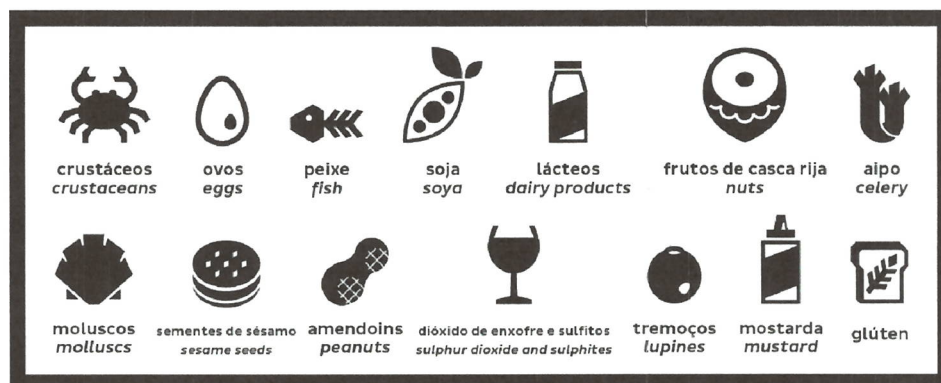 crustáceos
crustaceans
ovos
eggs
peixe
fish
soja
soya
lácteos
dairy products
frutos de casca rija
nuts
aipo
celery
moluscos
molluscs
sementes de sésamo
sesame seeds
amendoins
peanuts
dióxido de enxofre e sulfitos
sulphur dioxide and sulphites
tremoços
lupines
mostarda
mustard
glúten